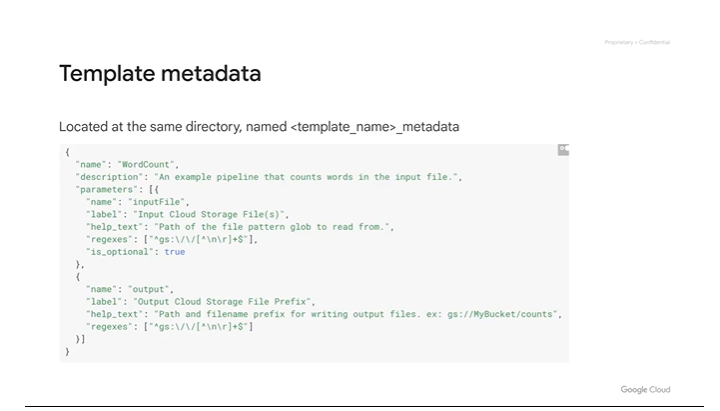 Proprietary + Confidential
Template metadata
Located at the same directory, named <template_name>_metadata
{
"name": "WordCount",
"description": "An example pipeline that counts words in the input file.",
"parameters": [{
"name": "inputFile",
"label": "Input Cloud Storage File(s)",
"help_text": "Path of the file pattern glob to read from.",
"regexes": ["^gs:\/\/[^\n\r]+$"],
"is_optional": true
},
{
"name": "output",
"label": "Output Cloud Storage File Prefix",
"help_text": "Path and filename prefix for writing output files. ex: gs://MyBucket/counts",
"regexes": ["^gs:\/\/[^\n\r]+$"]
}]
}
Google Cloud